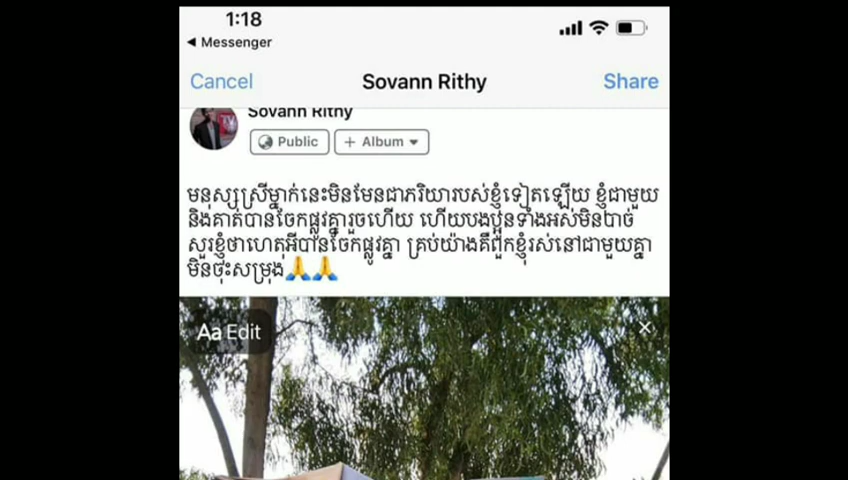 1:18
Messenger
Cancel
Sovann Rithy
Share
Sovann Rithy
Public
+ Album
មនុស្សស្រីម្នាក់នេះមិនមែនជាភរិយារបស់ខ្ញុំទៀតឡើយ ខ្ញុំជាមួយ
និងគាត់បានចែកផ្លូវគ្នារួចហើយ ហើយបងប្អូនទាំងអស់មិនបាច់
សួរខ្ញុំថាហេតុអីបានចែកផ្លូវគ្នា គ្រប់យ៉ាងគឺពួកខ្ញុំរស់នៅជាមួយគ្នា
មិនចុះសម្រុង🙏🙏
Aa Edit